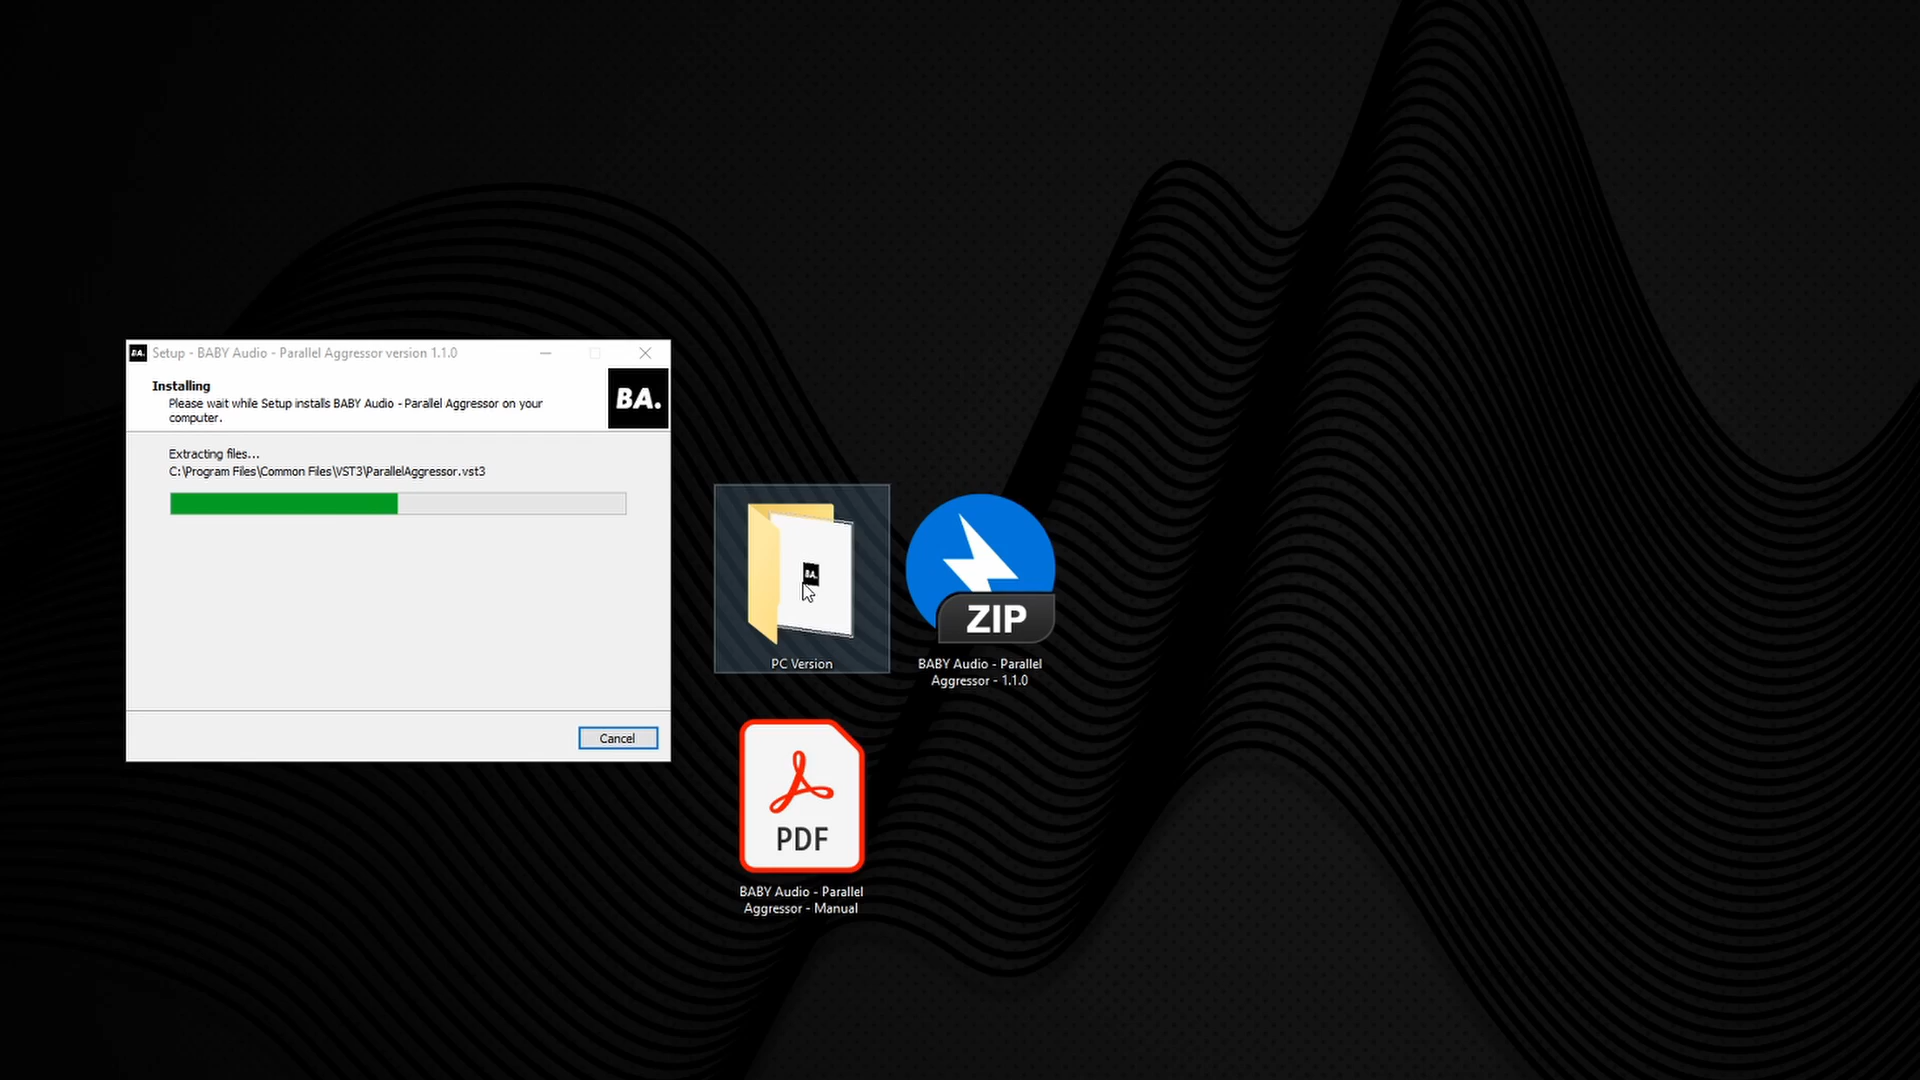 BA. Setup - BABY Audio - Parallel Aggressor version 1.1.0
Installing
Please wait while Setup installs BABY Audio - Parallel Aggressor on your
computer.
BA.
Extracting files...
C:\Program Files\Common Files\VST3\ParallelAggressor.vst3
Cancel
BA.
PC Version
ZIP
BABY Audio - Parallel
Aggressor - 1.1.0
PDF
BABY Audio - Parallel
Aggressor - Manual